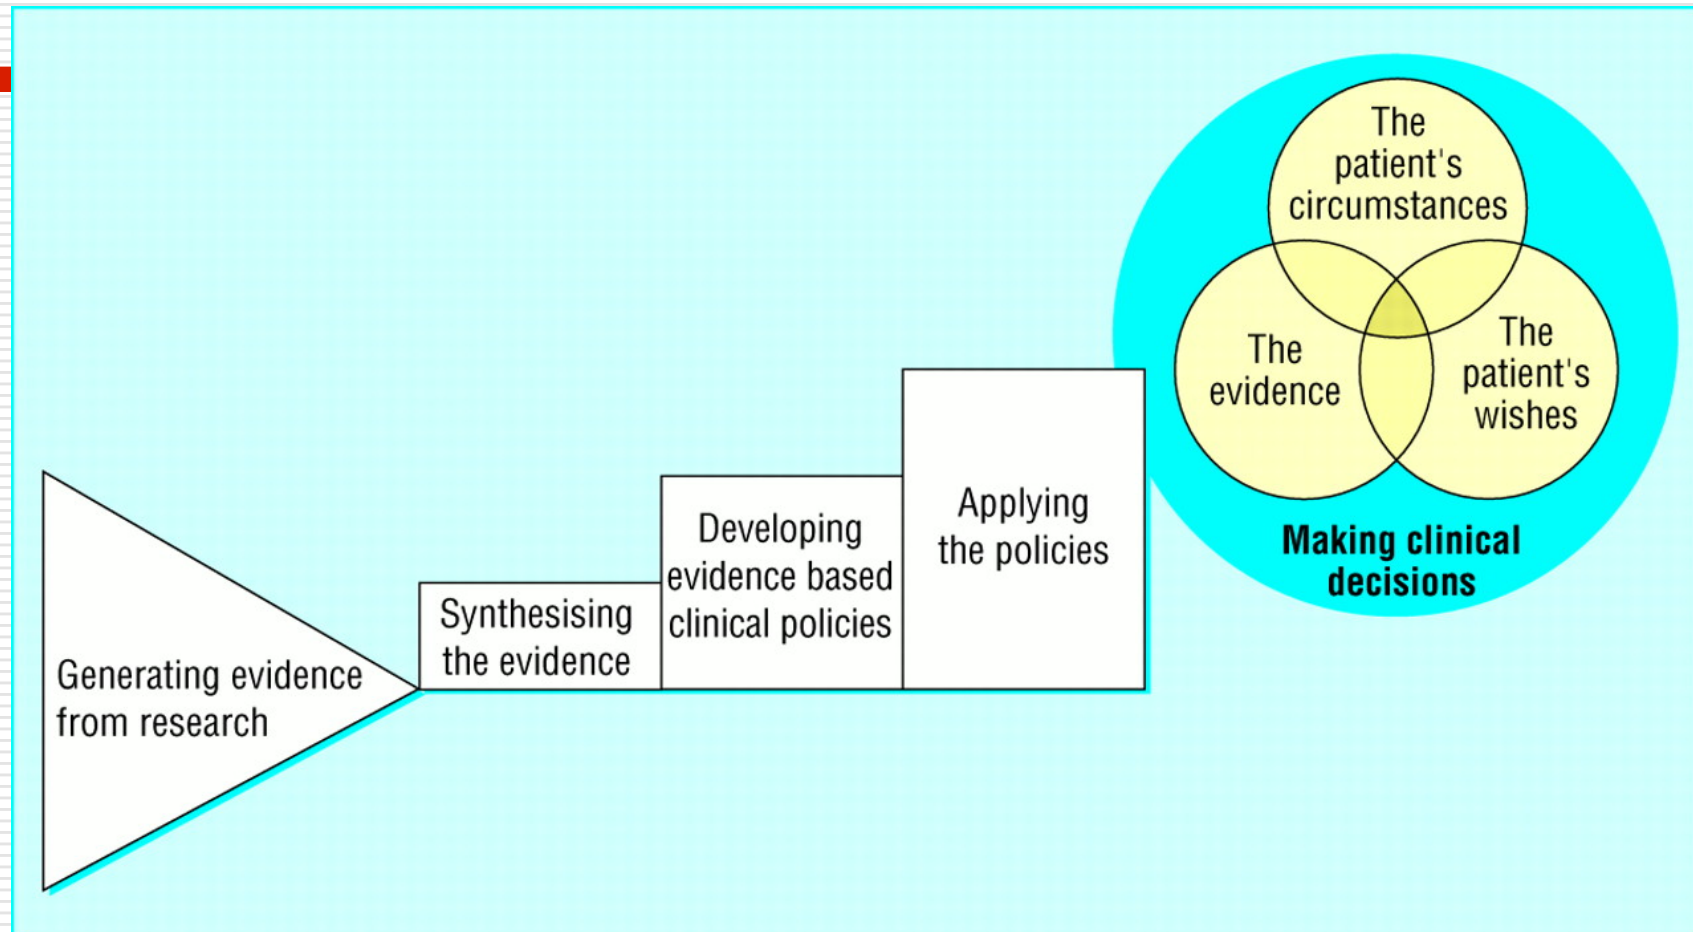 Generating evidence
from research
Synthesising
the evidence
Developing
evidence based
clinical policies
Applying
the policies
The
patient's
circumstances
The
evidence
The
patient's
wishes
Making clinical
decisions